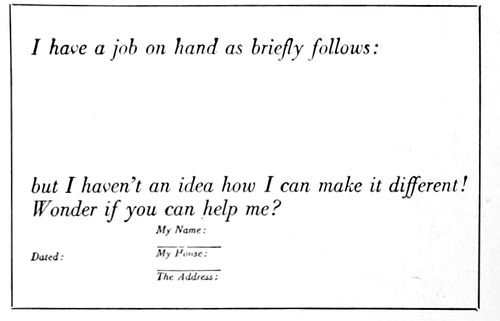 I have a job on hand as briefly follows:
but I haven't an idea how I can make it different!
Wonder if you can help me?
My Name:
My House:
Dated:
The Address: